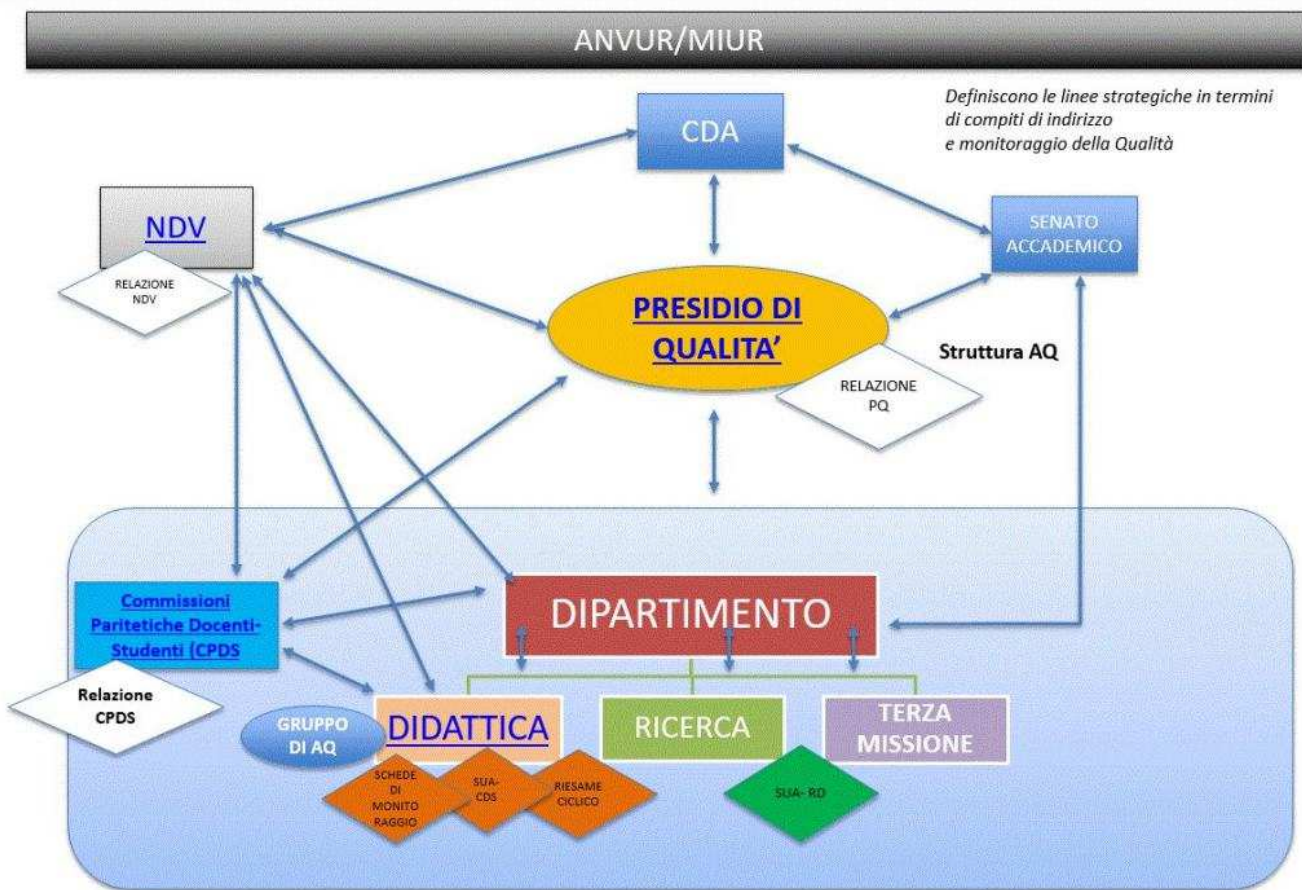 ANVUR/MIUR
Definiscono le linee strategiche in termini
di compiti di indirizzo
e monitoraggio della Qualità
CDA
NDV
SENATO
ACCADEMICO
RELAZIONE
NDV
PRESIDIO DI
QUALITA’
Struttura AQ
RELAZIONE
PQ
Commissioni
Paritetiche Docenti-
Studenti (CPDS
DIPARTIMENTO
Relazione
CPDS
GRUPPO
DI AQ
DIDATTICA
RICERCA
TERZA
MISSIONE
SCHEDE
DI
MONITO
RAGGIO
SUA-
CDS
RIESAME
CICLICO
SUA- RD